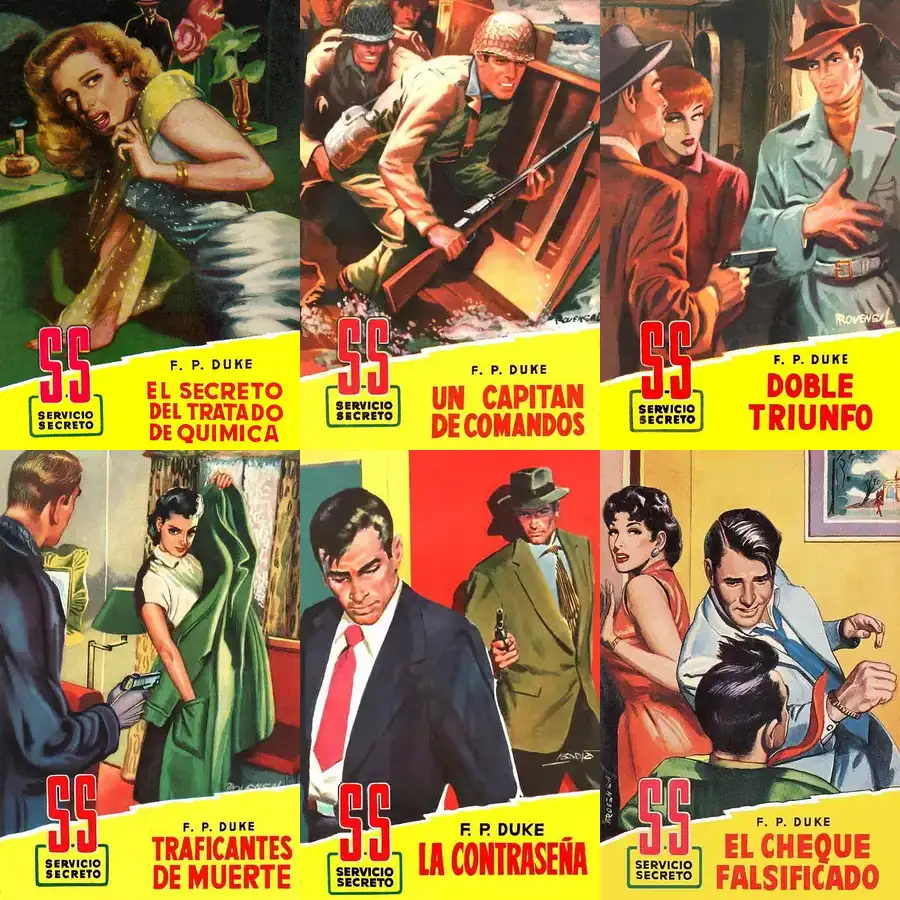 S.S
SERVICIO
SECRETO
F. P. DUKE
EL SECRETO
DEL TRATADO
DE QUIMICA
ROVENSAL
S.S
SERVICIO
SECRETO
F. P. DUKE
UN CAPITAN
DE COMANDOS
PROVENSAL
S.S
SERVICIO
SECRETO
F. P. DUKE
DOBLE
TRIUNFO
S.S
SERVICIO
SECRETO
F. P. DUKE
TRAFICANTES
DE MUERTE
S.S
SERVICIO
SECRETO
F. P. DUKE
LA CONTRASEÑA
S.S
SERVICIO
SECRETO
F. P. DUKE
EL CHEQUE
FALSIFICADO